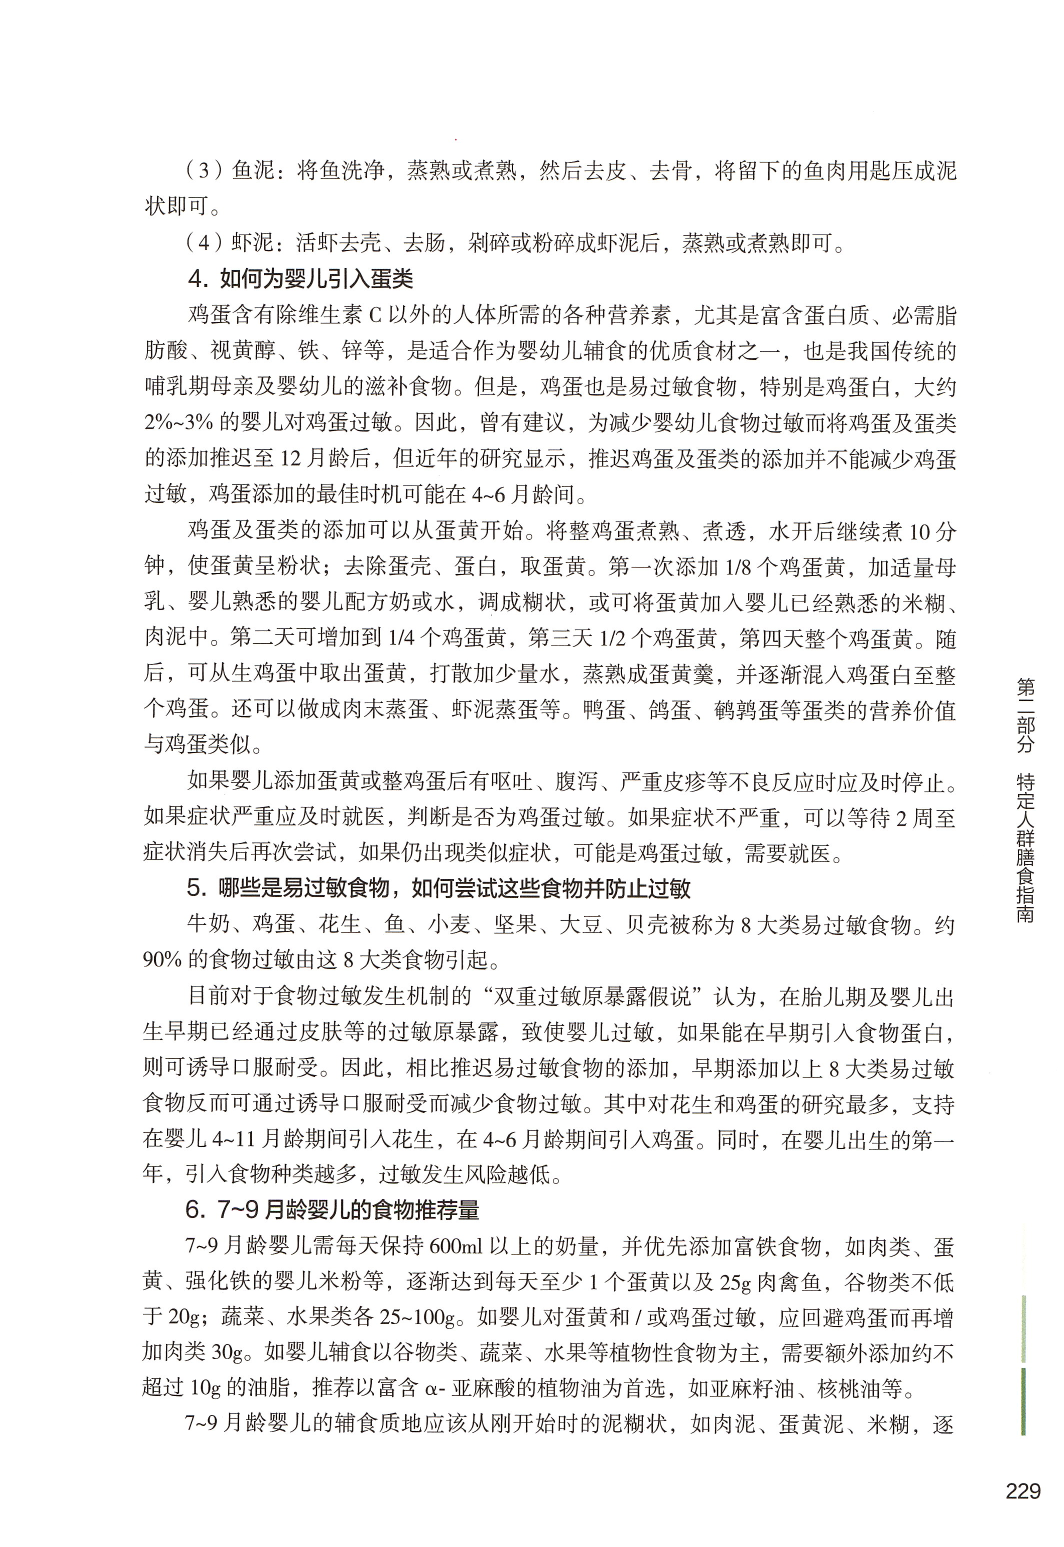 （3）鱼泥：将鱼洗净，蒸熟或煮熟，然后去皮、去骨，将留下的鱼肉用匙压成泥
状即可。
（4）虾泥：活虾去壳、去肠，剁碎或粉碎成虾泥后，蒸熟或煮熟即可。
4. 如何为婴儿引入蛋类
鸡蛋含有除维生素 C 以外的人体所需的各种营养素，尤其是富含蛋白质、必需脂
肪酸、视黄醇、铁、锌等，是适合作为婴幼儿辅食的优质食材之一，也是我国传统的
哺乳期母亲及婴幼儿的滋补食物。但是，鸡蛋也是易过敏食物，特别是鸡蛋白，大约
2%~3% 的婴儿对鸡蛋过敏。因此，曾有建议，为减少婴幼儿食物过敏而将鸡蛋及蛋类
的添加推迟至 12 月龄后，但近年的研究显示，推迟鸡蛋及蛋类的添加并不能减少鸡蛋
过敏，鸡蛋添加的最佳时机可能在 4~6 月龄间。
鸡蛋及蛋类的添加可以从蛋黄开始。将整鸡蛋煮熟、煮透，水开后继续煮 10 分
钟，使蛋黄呈粉状；去除蛋壳、蛋白，取蛋黄。第一次添加 1/8 个鸡蛋黄，加适量母
乳、婴儿熟悉的婴儿配方奶或水，调成糊状，或可将蛋黄加入婴儿已经熟悉的米糊、
肉泥中。第二天可增加到 1/4 个鸡蛋黄，第三天 1/2 个鸡蛋黄，第四天整个鸡蛋黄。随
后，可从生鸡蛋中取出蛋黄，打散加少量水，蒸熟成蛋黄羹，并逐渐混入鸡蛋白至整
个鸡蛋。还可以做成肉末蒸蛋、虾泥蒸蛋等。鸭蛋、鸽蛋、鹌鹑蛋等蛋类的营养价值
与鸡蛋类似。
如果婴儿添加蛋黄或整鸡蛋后有呕吐、腹泻、严重皮疹等不良反应时应及时停止。
如果症状严重应及时就医，判断是否为鸡蛋过敏。如果症状不严重，可以等待 2 周至
症状消失后再次尝试，如果仍出现类似症状，可能是鸡蛋过敏，需要就医。
5. 哪些是易过敏食物，如何尝试这些食物并防止过敏
牛奶、鸡蛋、花生、鱼、小麦、坚果、大豆、贝壳被称为 8 大类易过敏食物。约
90% 的食物过敏由这 8 大类食物引起。
目前对于食物过敏发生机制的“双重过敏原暴露假说”认为，在胎儿期及婴儿出
生早期已经通过皮肤等的过敏原暴露，致使婴儿过敏，如果能在早期引入食物蛋白，
则可诱导口服耐受。因此，相比推迟易过敏食物的添加，早期添加以上 8 大类易过敏
食物反而可通过诱导口服耐受而减少食物过敏。其中对花生和鸡蛋的研究最多，支持
在婴儿 4~11 月龄期间引入花生，在 4~6 月龄期间引入鸡蛋。同时，在婴儿出生的第一
年，引入食物种类越多，过敏发生风险越低。
6. 7~9 月龄婴儿的食物推荐量
7~9 月龄婴儿需每天保持 600ml 以上的奶量，并优先添加富铁食物，如肉类、蛋
黄、强化铁的婴儿米粉等，逐渐达到每天至少 1 个蛋黄以及 25g 肉禽鱼，谷物类不低
于 20g；蔬菜、水果类各 25~100g。如婴儿对蛋黄和 / 或鸡蛋过敏，应回避鸡蛋而再增
加肉类 30g。如婴儿辅食以谷物类、蔬菜、水果等植物性食物为主，需要额外添加约不
超过 10g 的油脂，推荐以富含 α- 亚麻酸的植物油为首选，如亚麻籽油、核桃油等。
7~9 月龄婴儿的辅食质地应该从刚开始时的泥糊状，如肉泥、蛋黄泥、米糊，逐
第二部分 特定人群膳食指南
229